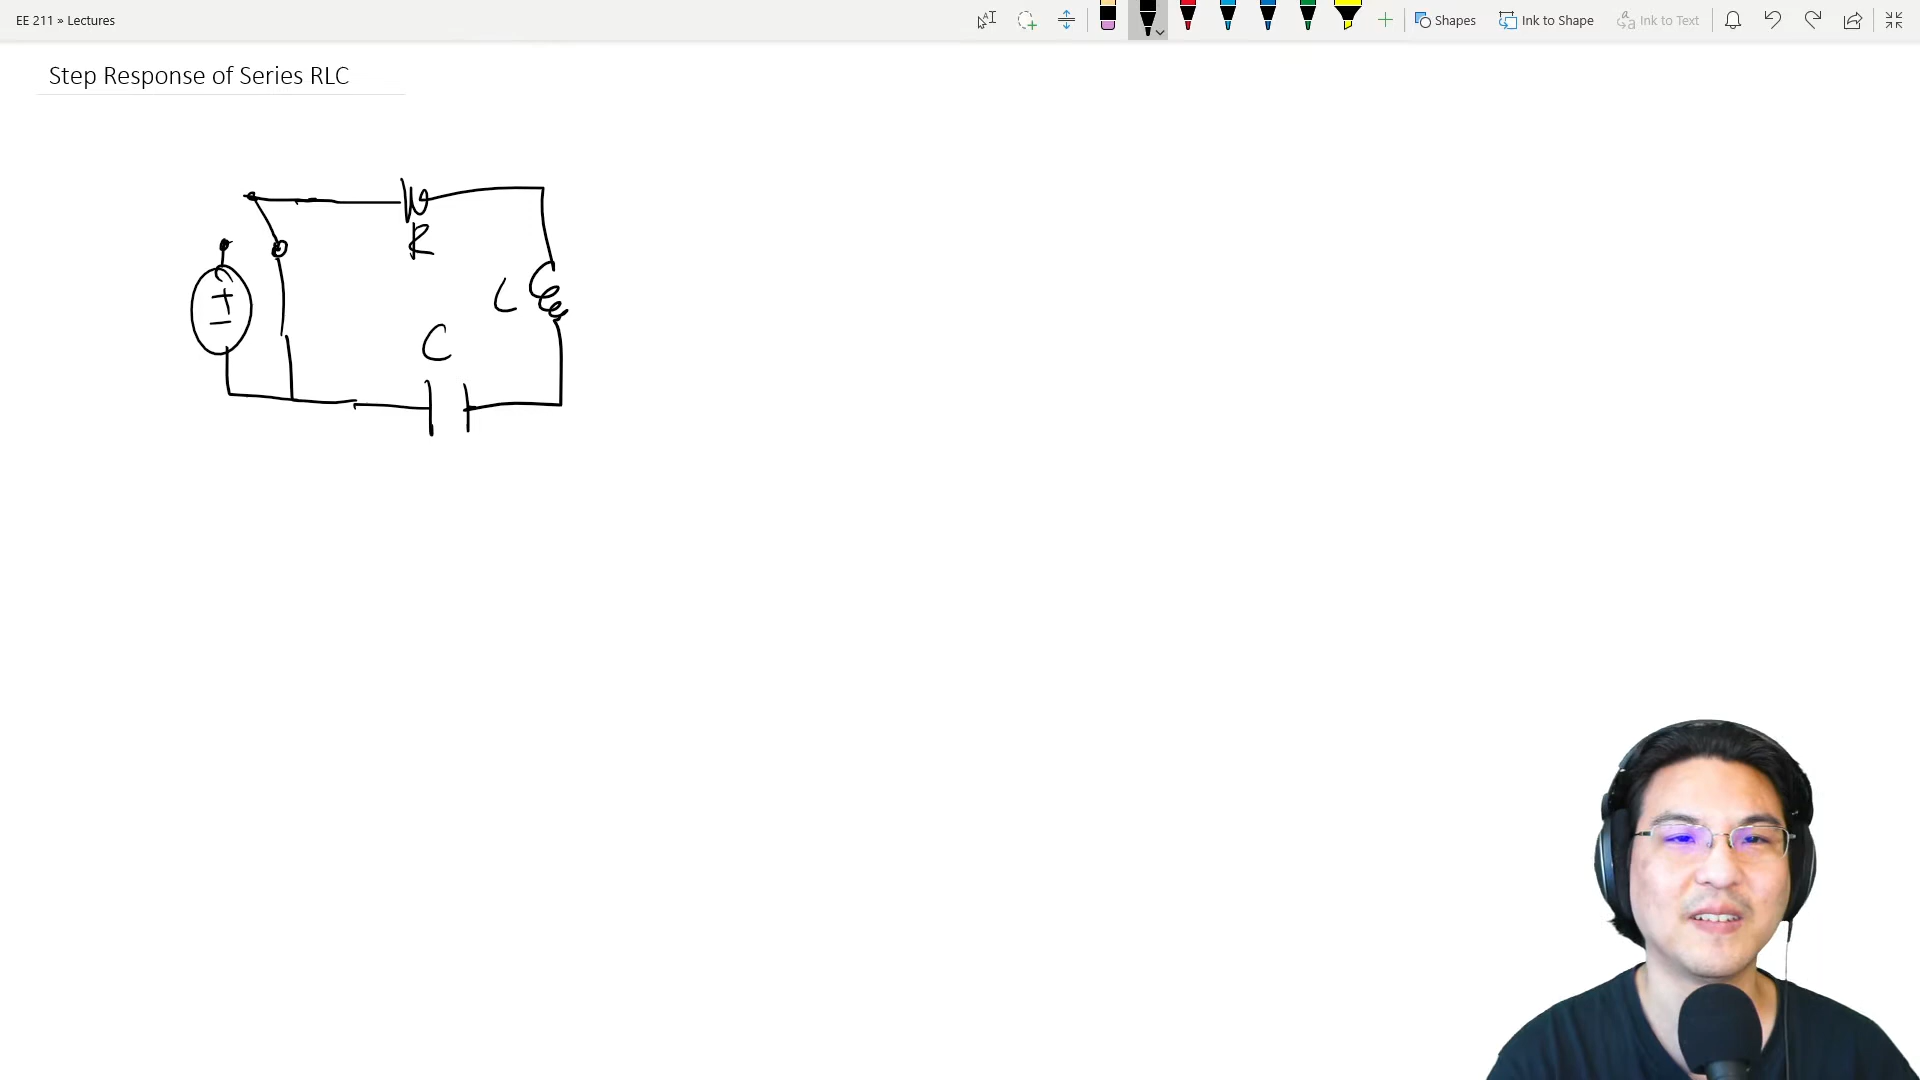 EE 211 » Lectures
Shapes
Ink to Shape
Ink to Text
Step Response of Series RLC
R
L
C
+
−